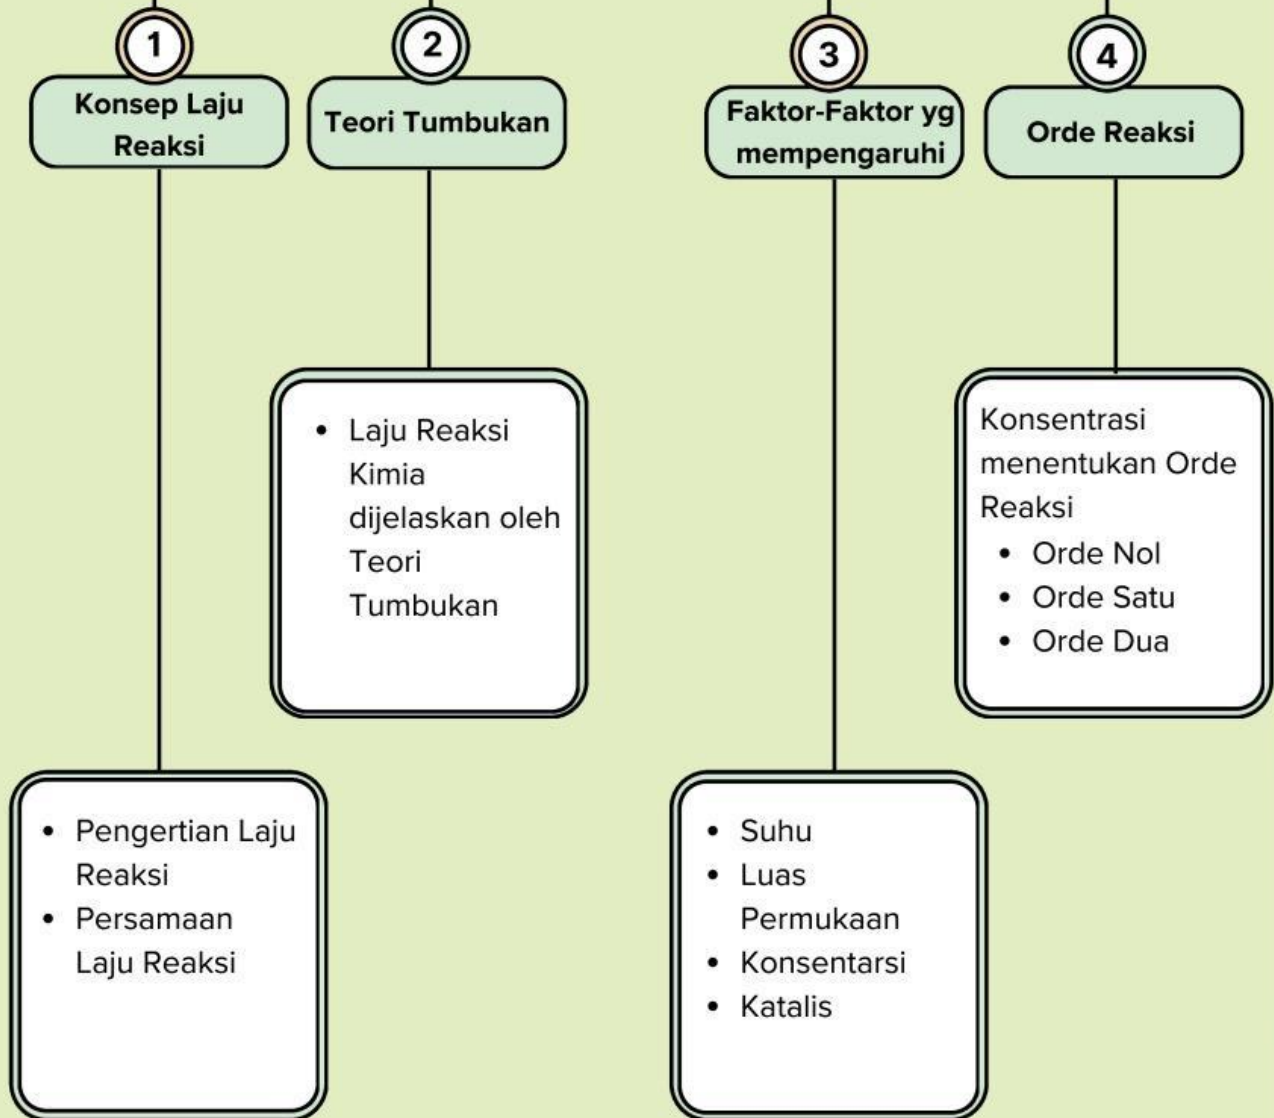 1
Konsep Laju
Reaksi
2
Teori Tumbukan
3
Faktor-Faktor yg
mempengaruhi
4
Orde Reaksi
• Laju Reaksi
Kimia
dijelaskan oleh
Teori
Tumbukan
Konsentrasi
menentukan Orde
Reaksi
• Orde Nol
• Orde Satu
• Orde Dua
• Pengertian Laju
Reaksi
• Persamaan
Laju Reaksi
• Suhu
• Luas
Permukaan
• Konsentarsi
• Katalis